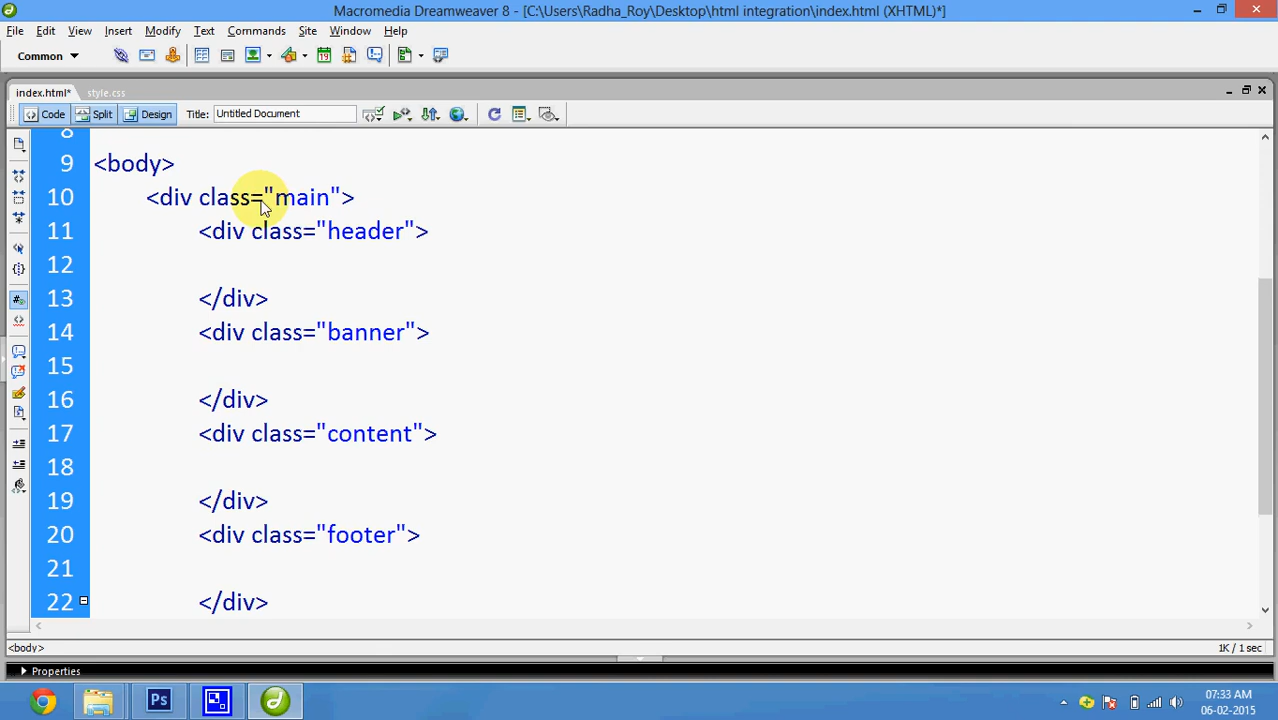 Macromedia Dreamweaver 8 - [C:\Users\Radha_Roy\Desktop\html integration\index.html (XHTML)*]
File Edit View Insert Modify Text Commands Site Window Help
Common
index.html* style.css
Code Split Design Title: Untitled Document
8
9 <body>
10 <div class="main">
11 <div class="header">
12
13 </div>
14 <div class="banner">
15
16 </div>
17 <div class="content">
18
19 </div>
20 <div class="footer">
21
22 </div>
<body> 1K / 1 sec
Properties
Ps
07:33 AM
06-02-2015